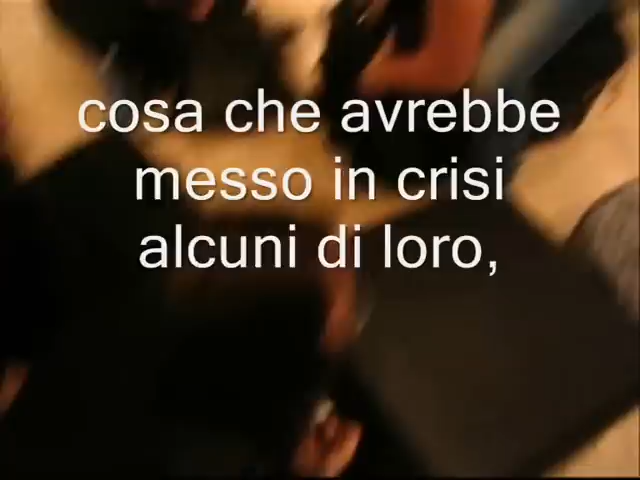 cosa che avrebbe
messo in crisi
alcuni di loro,